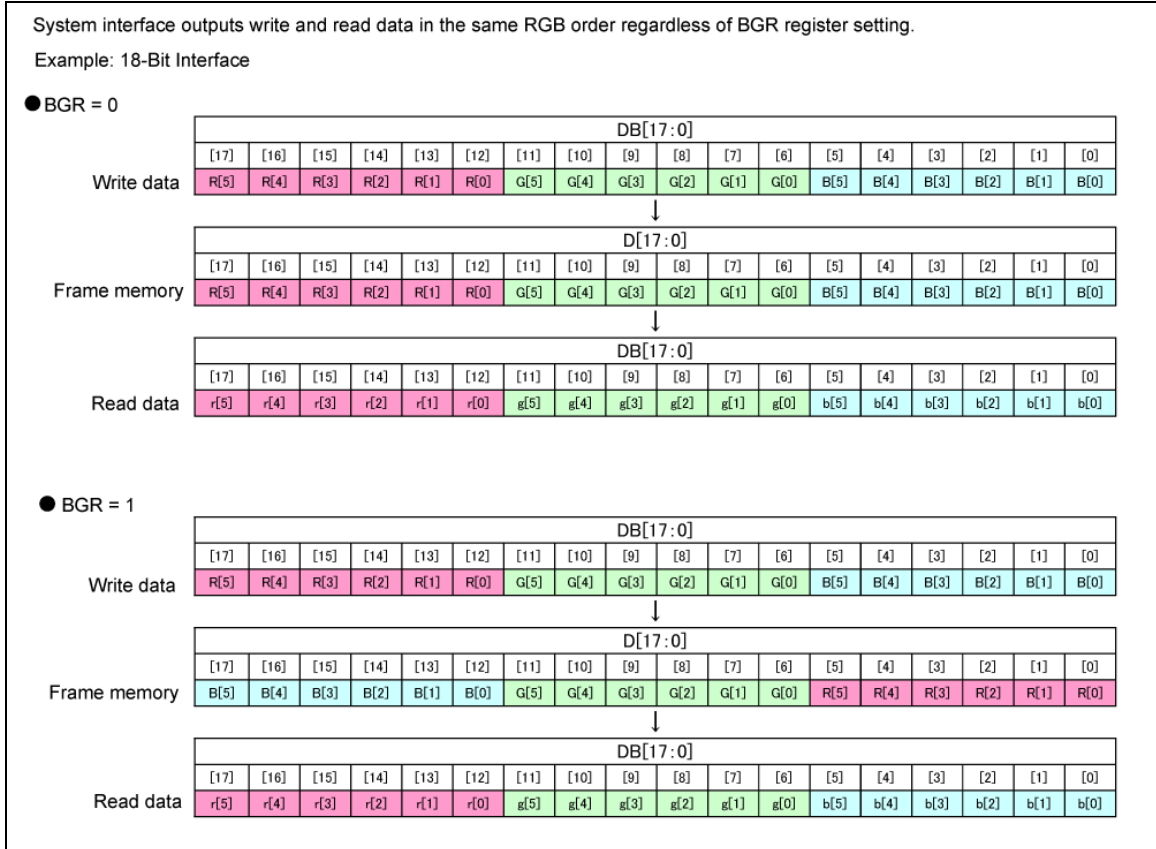 System interface outputs write and read data in the same RGB order regardless of BGR register setting.
Example: 18-Bit Interface
● BGR = 0
DB[17:0]
[17] [16] [15] [14] [13] [12] [11] [10] [9] [8] [7] [6] [5] [4] [3] [2] [1] [0]
Write data R[5] R[4] R[3] R[2] R[1] R[0] G[5] G[4] G[3] G[2] G[1] G[0] B[5] B[4] B[3] B[2] B[1] B[0]
↓
D[17:0]
[17] [16] [15] [14] [13] [12] [11] [10] [9] [8] [7] [6] [5] [4] [3] [2] [1] [0]
Frame memory R[5] R[4] R[3] R[2] R[1] R[0] G[5] G[4] G[3] G[2] G[1] G[0] B[5] B[4] B[3] B[2] B[1] B[0]
↓
DB[17:0]
[17] [16] [15] [14] [13] [12] [11] [10] [9] [8] [7] [6] [5] [4] [3] [2] [1] [0]
Read data r[5] r[4] r[3] r[2] r[1] r[0] g[5] g[4] g[3] g[2] g[1] g[0] b[5] b[4] b[3] b[2] b[1] b[0]
● BGR = 1
DB[17:0]
[17] [16] [15] [14] [13] [12] [11] [10] [9] [8] [7] [6] [5] [4] [3] [2] [1] [0]
Write data R[5] R[4] R[3] R[2] R[1] R[0] G[5] G[4] G[3] G[2] G[1] G[0] B[5] B[4] B[3] B[2] B[1] B[0]
↓
D[17:0]
[17] [16] [15] [14] [13] [12] [11] [10] [9] [8] [7] [6] [5] [4] [3] [2] [1] [0]
Frame memory B[5] B[4] B[3] B[2] B[1] B[0] G[5] G[4] G[3] G[2] G[1] G[0] R[5] R[4] R[3] R[2] R[1] R[0]
↓
DB[17:0]
[17] [16] [15] [14] [13] [12] [11] [10] [9] [8] [7] [6] [5] [4] [3] [2] [1] [0]
Read data r[5] r[4] r[3] r[2] r[1] r[0] g[5] g[4] g[3] g[2] g[1] g[0] b[5] b[4] b[3] b[2] b[1] b[0]